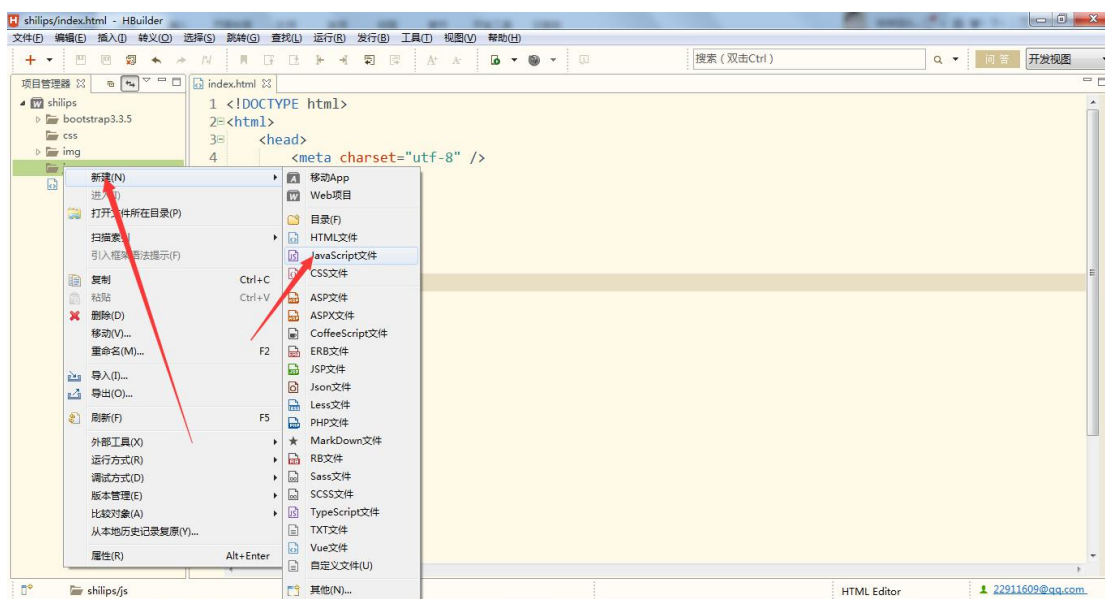 shilips/index.html - HBuilder
文件(F) 编辑(E) 插入(I) 转义(O) 选择(S) 跳转(G) 查找(L) 运行(R) 发行(B) 工具(T) 视图(V) 帮助(H)
搜索（双击Ctrl） 问 答 开发视图
项目管理器 index.html
shilips
bootstrap3.3.5
css
img
1 <!DOCTYPE html>
2 <html>
3 <head>
4 <meta charset="utf-8" />
新建(N)
打开文件所在目录(P)
引入框架语法提示(F)
复制 Ctrl+C
粘贴 Ctrl+V
删除(D)
移动(V)...
重命名(M)... F2
导入(I)...
导出(O)...
刷新(F) F5
外部工具(X)
运行方式(R)
调试方式(D)
版本管理(E)
比较对象(A)
从本地历史记录复原(Y)...
属性(R) Alt+Enter
移动App
Web项目
目录(F)
HTML文件
JavaScript文件
CSS文件
ASP文件
ASPX文件
CoffeeScript文件
ERB文件
JSP文件
Json文件
Less文件
PHP文件
MarkDown文件
RB文件
Sass文件
SCSS文件
TypeScript文件
TXT文件
Vue文件
自定义文件(U)
其他(N)...
shilips/js HTML Editor 22911609@qq.com